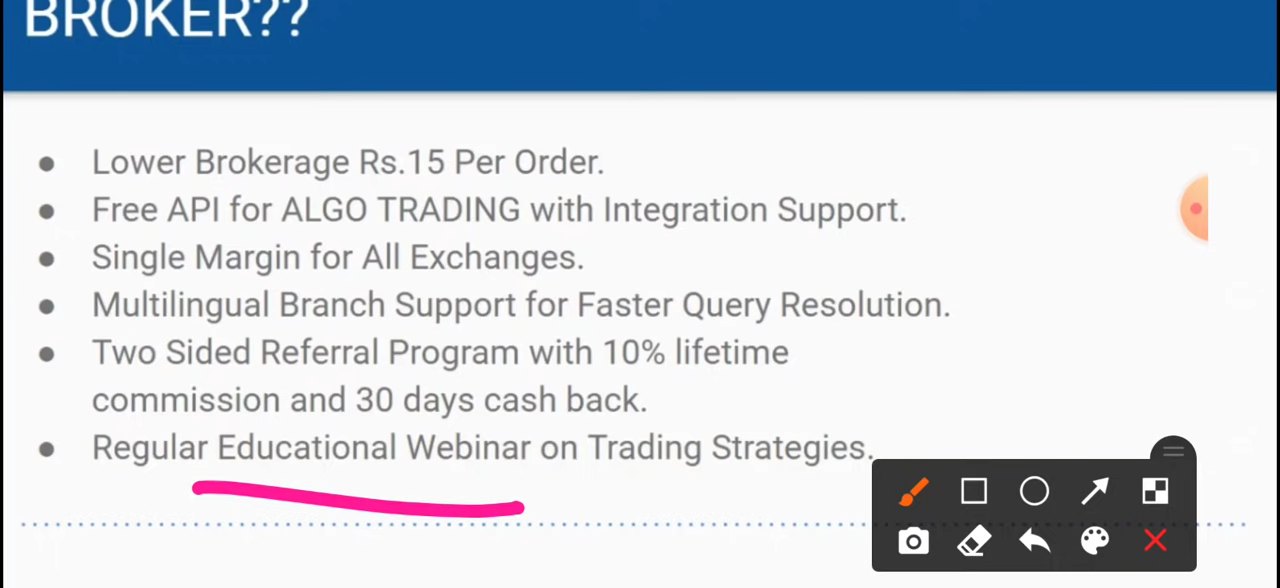 BROKER??
● Lower Brokerage Rs.15 Per Order.
● Free API for ALGO TRADING with Integration Support.
● Single Margin for All Exchanges.
● Multilingual Branch Support for Faster Query Resolution.
● Two Sided Referral Program with 10% lifetime
commission and 30 days cash back.
● Regular Educational Webinar on Trading Strategies.